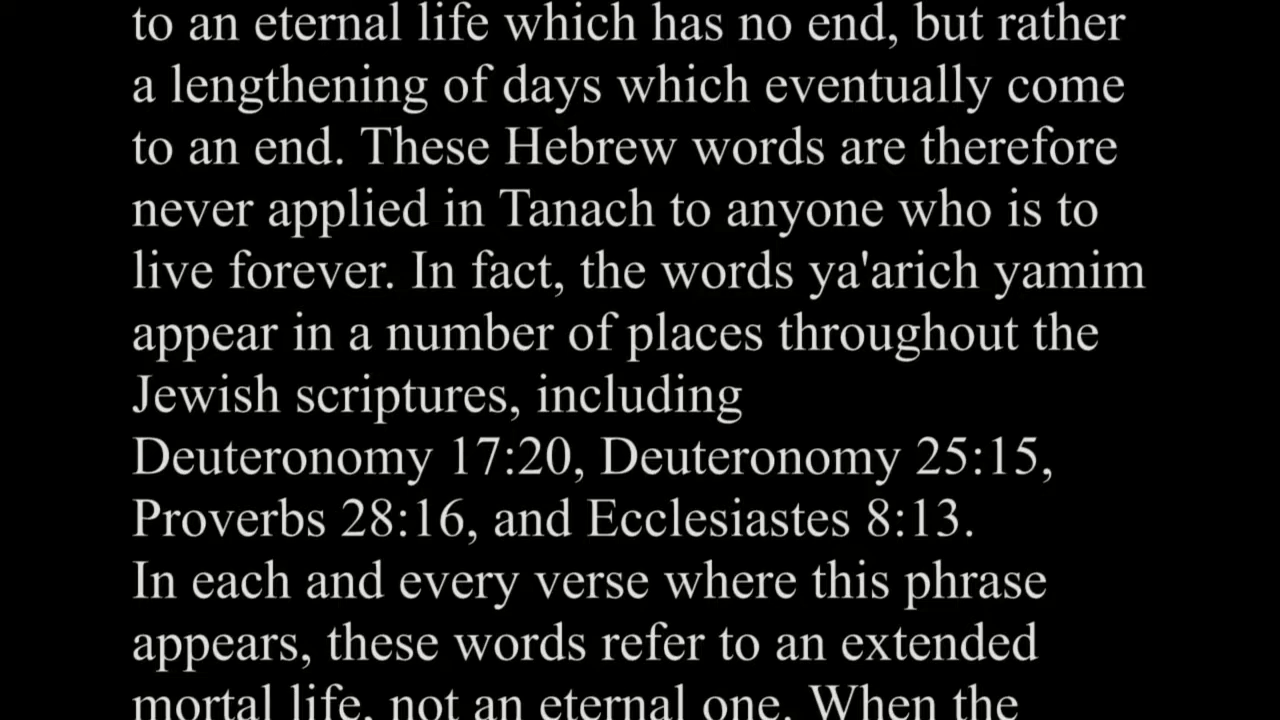 to an eternal life which has no end, but rather
a lengthening of days which eventually come
to an end. These Hebrew words are therefore
never applied in Tanach to anyone who is to
live forever. In fact, the words ya'arich yamim
appear in a number of places throughout the
Jewish scriptures, including
Deuteronomy 17:20, Deuteronomy 25:15,
Proverbs 28:16, and Ecclesiastes 8:13.
In each and every verse where this phrase
appears, these words refer to an extended
mortal life, not an eternal one. When the